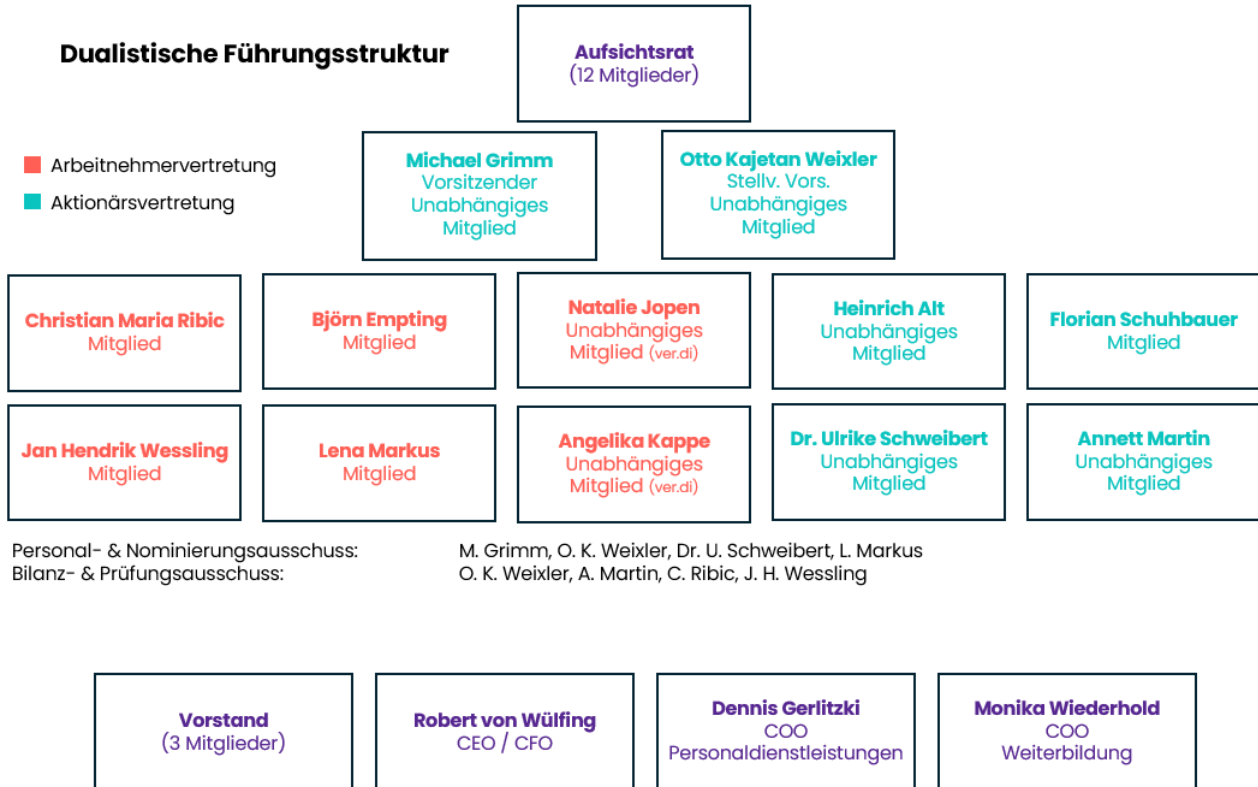 Dualistische Führungsstruktur
Aufsichtsrat
(12 Mitglieder)
Arbeitnehmervertretung
Aktionärsvertretung
Michael Grimm
Vorsitzender
Unabhängiges
Mitglied
Otto Kajetan Weixler
Stellv. Vors.
Unabhängiges
Mitglied
Christian Maria Ribic
Mitglied
Björn Empting
Mitglied
Natalie Jopen
Unabhängiges
Mitglied (ver.di)
Heinrich Alt
Unabhängiges
Mitglied
Florian Schuhbauer
Mitglied
Jan Hendrik Wessling
Mitglied
Lena Markus
Mitglied
Angelika Kappe
Unabhängiges
Mitglied (ver.di)
Dr. Ulrike Schweibert
Unabhängiges
Mitglied
Annett Martin
Unabhängiges
Mitglied
Personal- & Nominierungsausschuss: M. Grimm, O. K. Weixler, Dr. U. Schweibert, L. Markus
Bilanz- & Prüfungsausschuss: O. K. Weixler, A. Martin, C. Ribic, J. H. Wessling
Vorstand
(3 Mitglieder)
Robert von Wülfing
CEO / CFO
Dennis Gerlitzki
COO
Personaldienstleistungen
Monika Wiederhold
COO
Weiterbildung